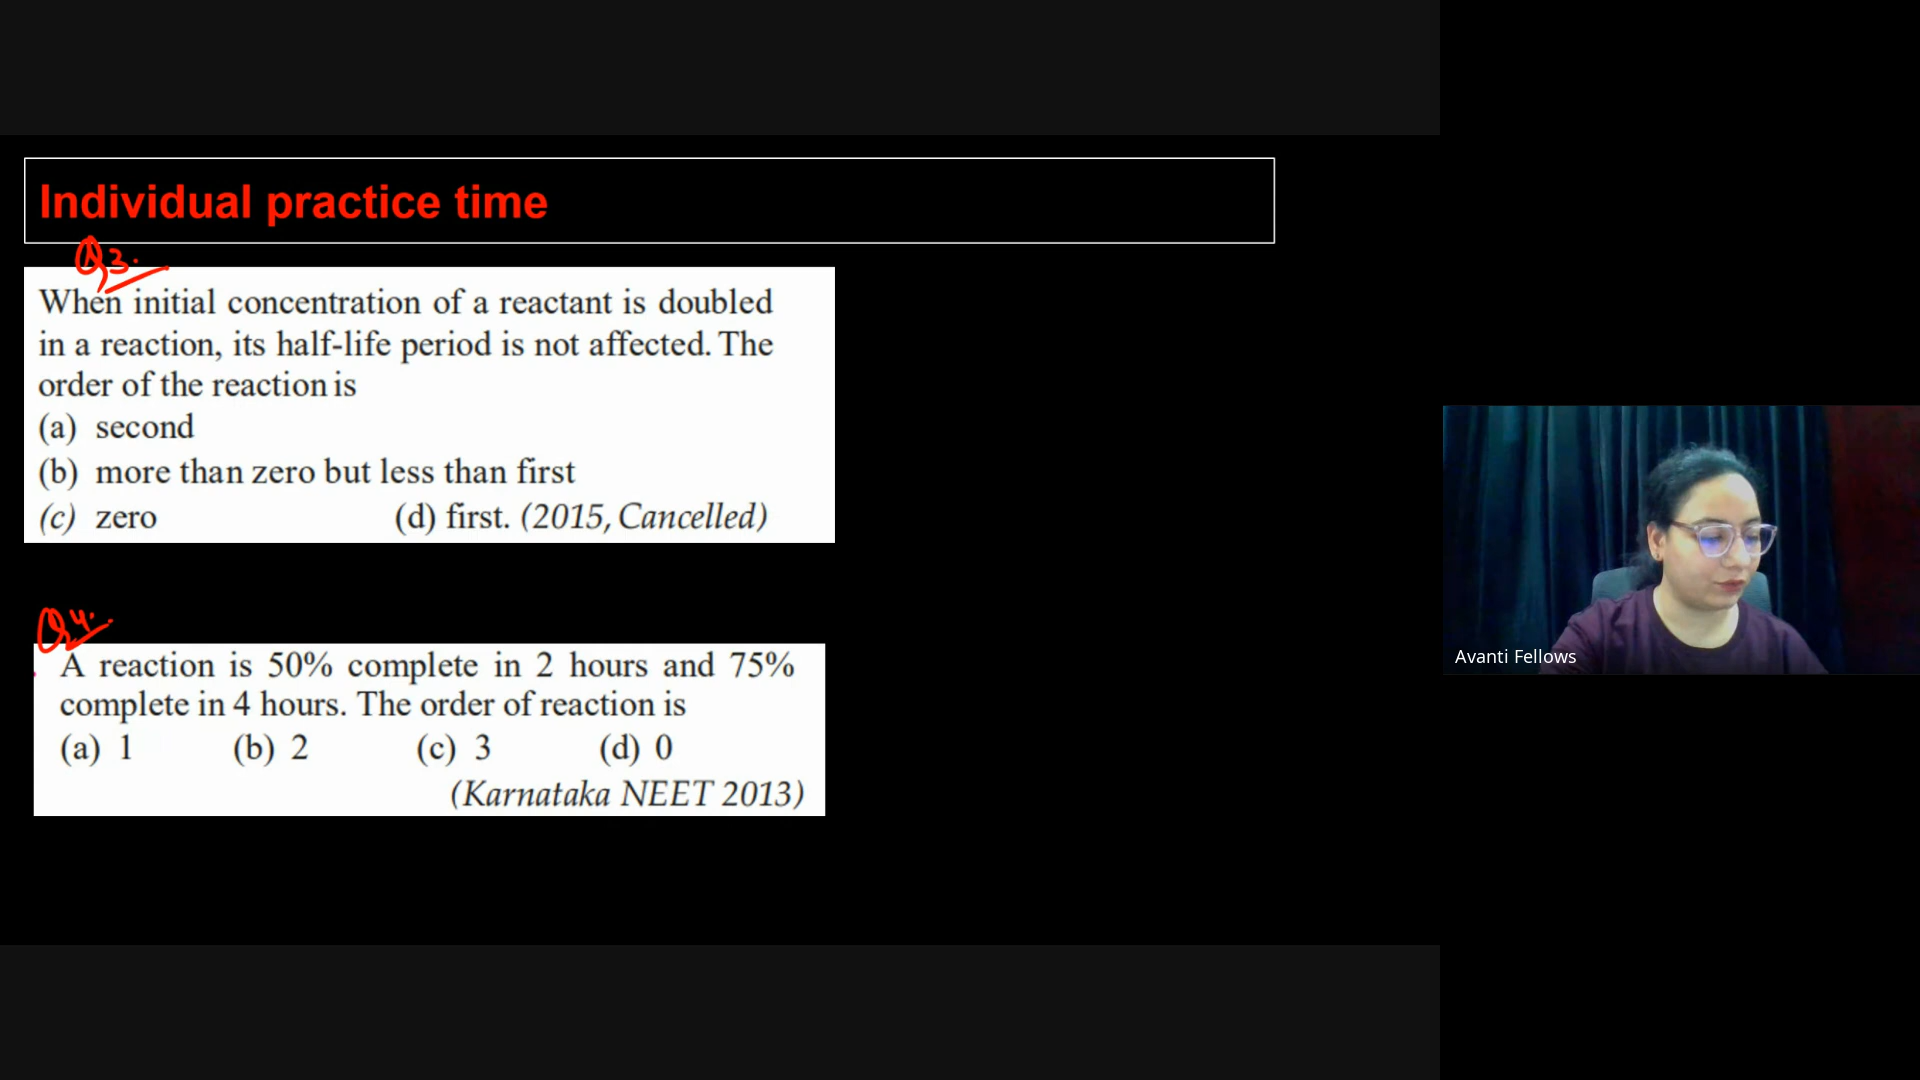 Individual practice time
Q3.
When initial concentration of a reactant is doubled
in a reaction, its half-life period is not affected. The
order of the reaction is
(a) second
(b) more than zero but less than first
(c) zero (d) first. (2015, Cancelled)
Q4.
A reaction is 50% complete in 2 hours and 75%
complete in 4 hours. The order of reaction is
(a) 1 (b) 2 (c) 3 (d) 0
(Karnataka NEET 2013)
Avanti Fellows